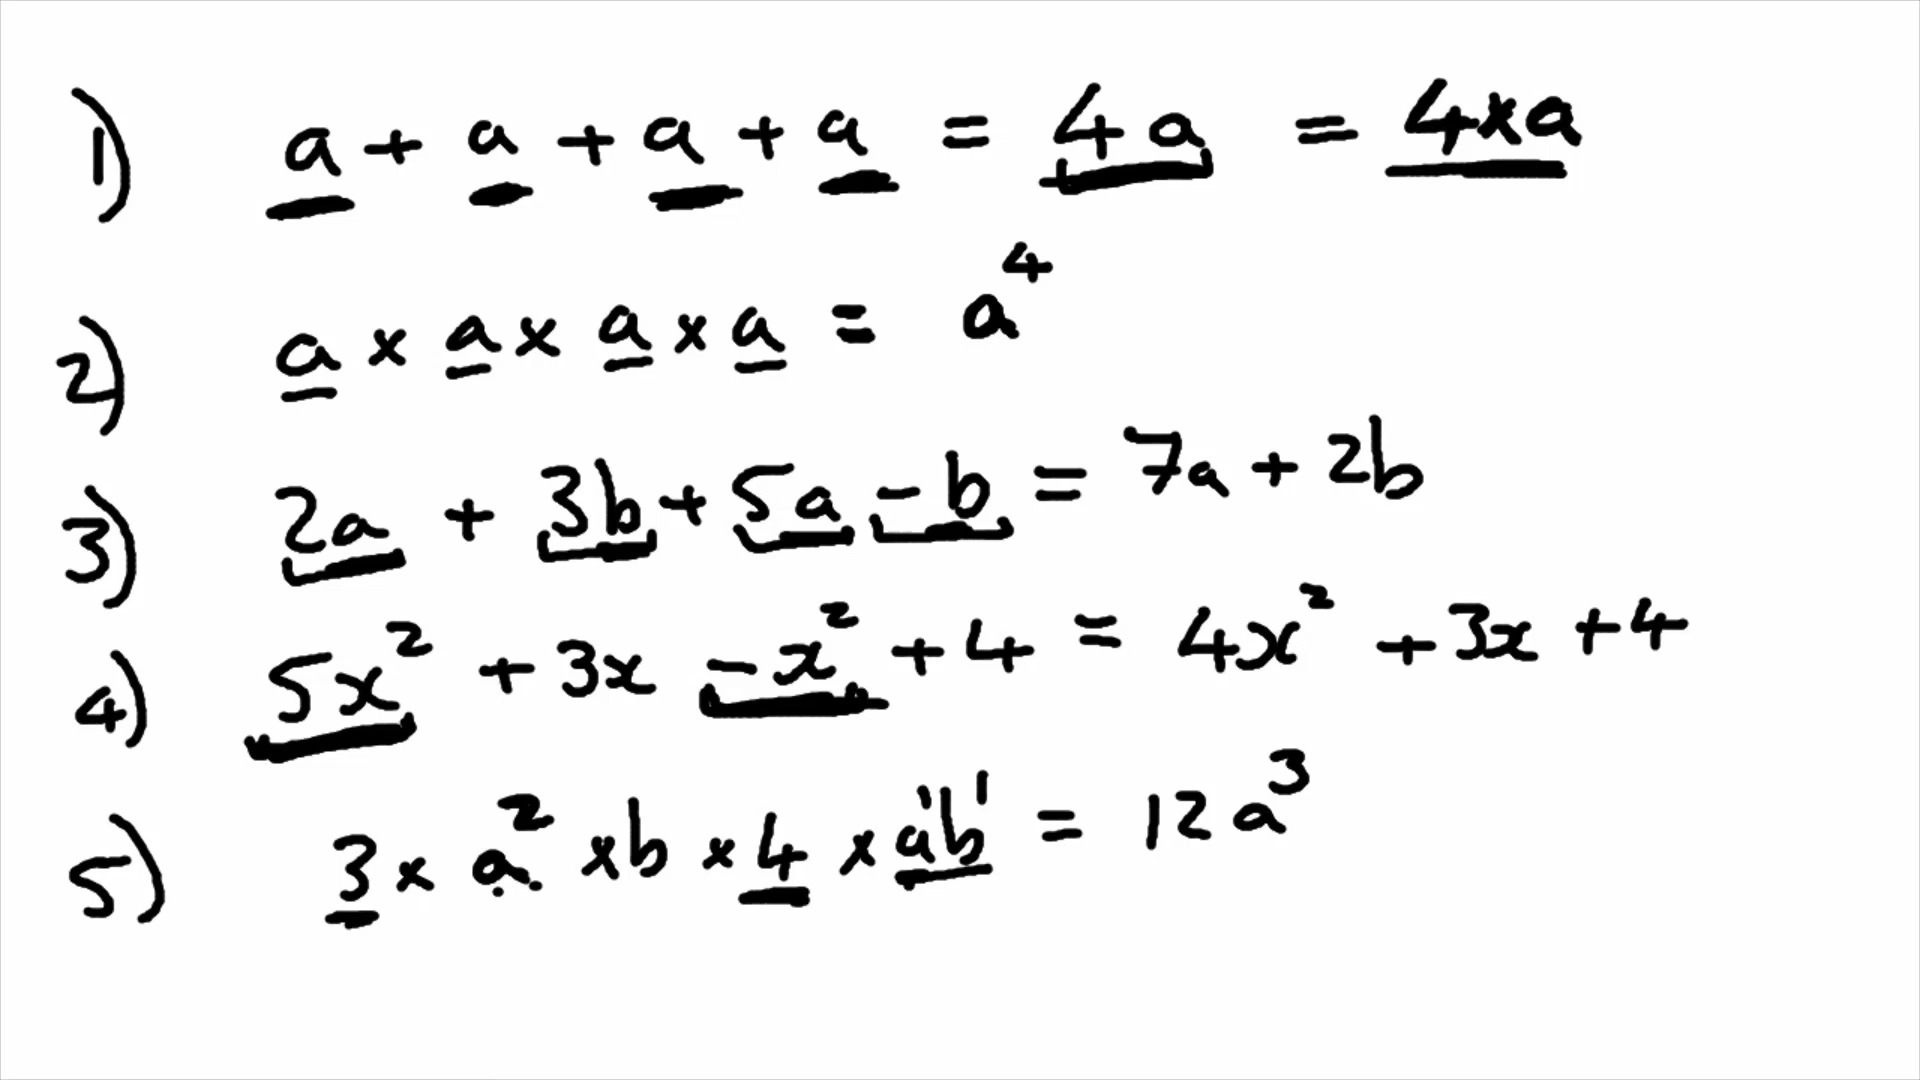 1) a + a + a + a = 4a = 4×a
2) a × a × a × a = a⁴
3) 2a + 3b + 5a - b = 7a + 2b
4) 5x² + 3x - x² + 4 = 4x² + 3x + 4
5) 3 × a² × b × 4 × a¹b¹ = 12a³